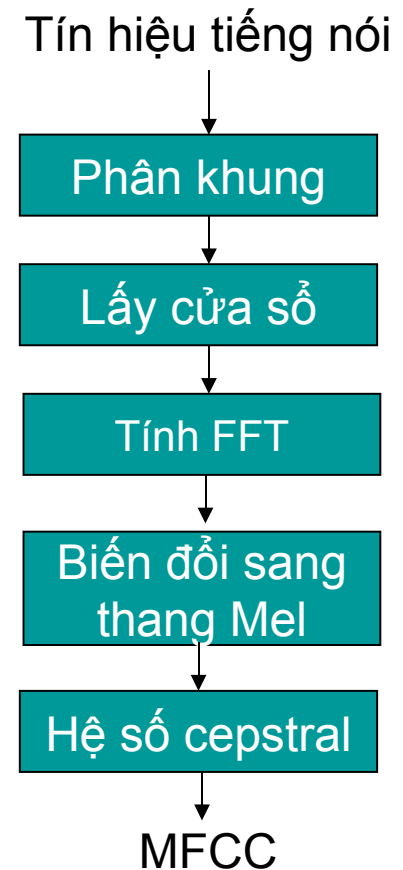 Tín hiệu tiếng nói
Phân khung
Lấy cửa sổ
Tính FFT
Biến đổi sang
thang Mel
Hệ số cepstral
MFCC